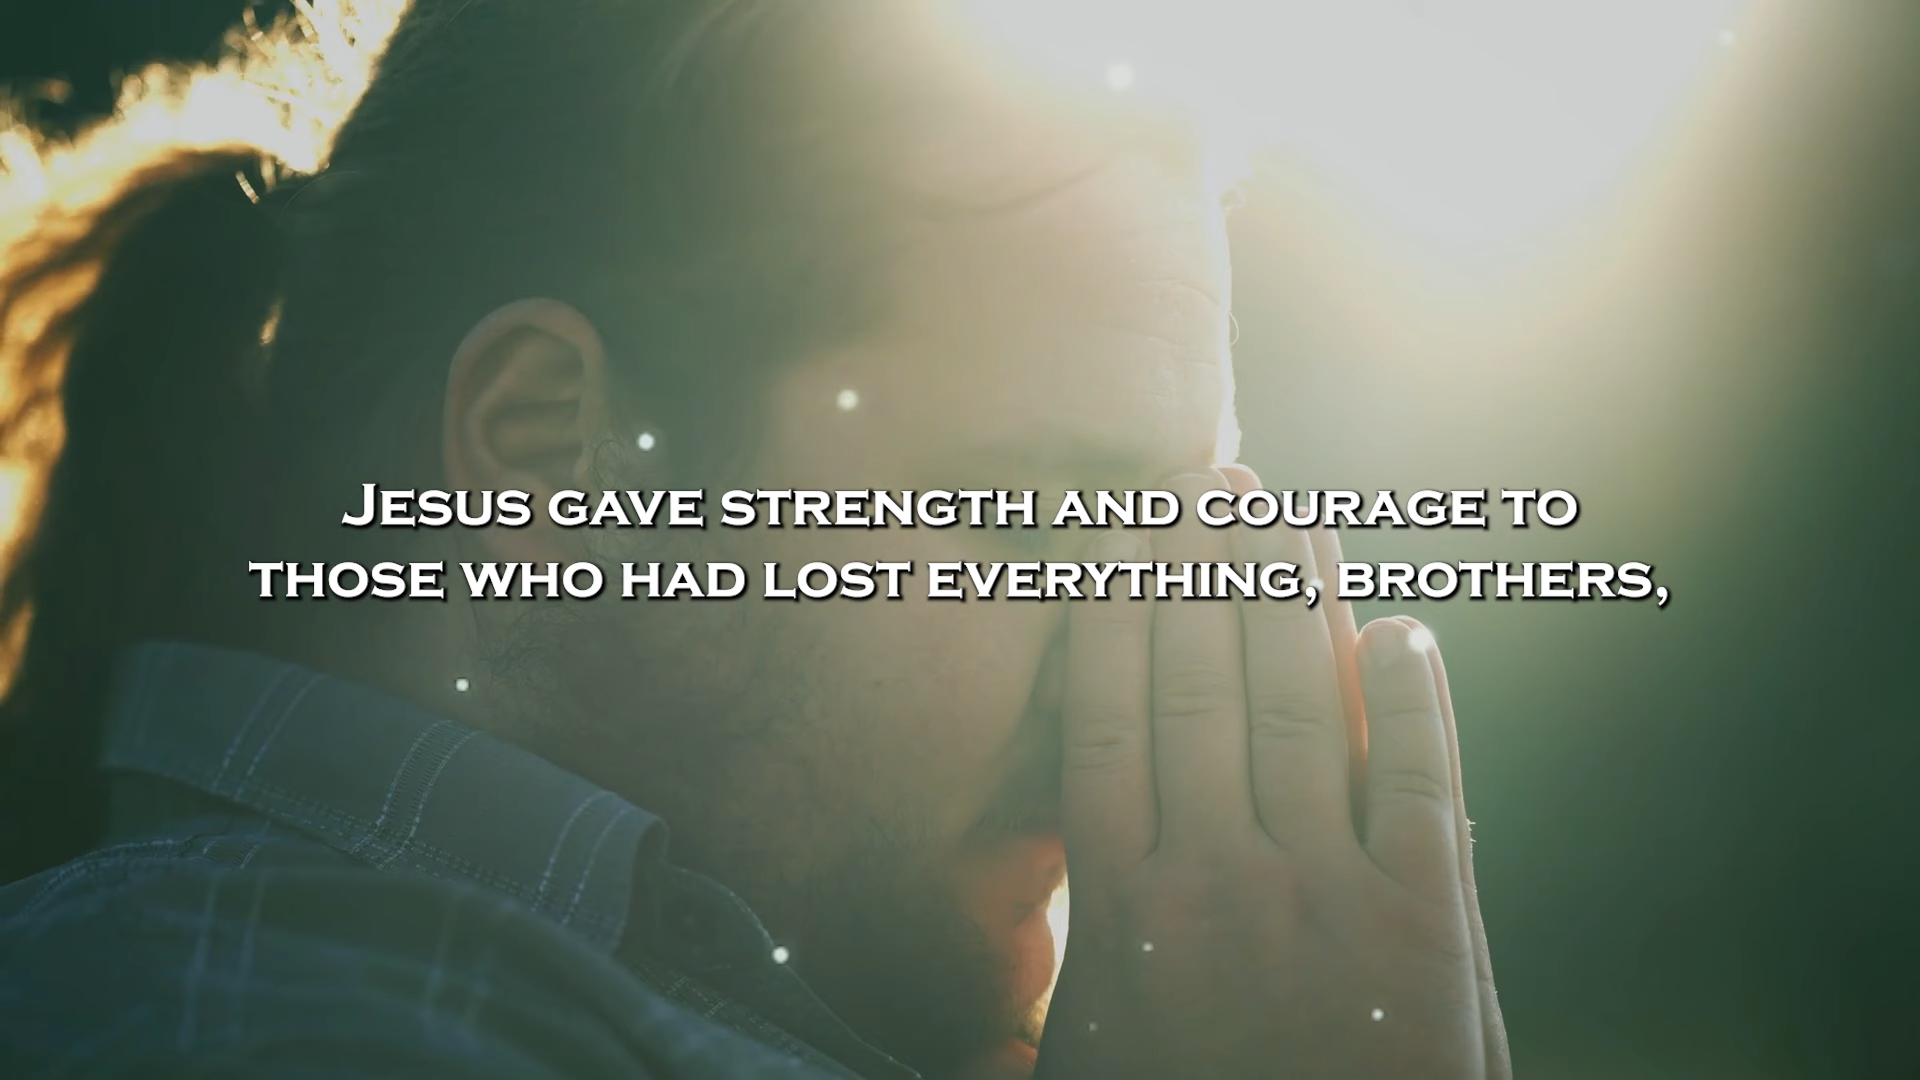 Jesus gave strength and courage to
those who had lost everything, brothers,